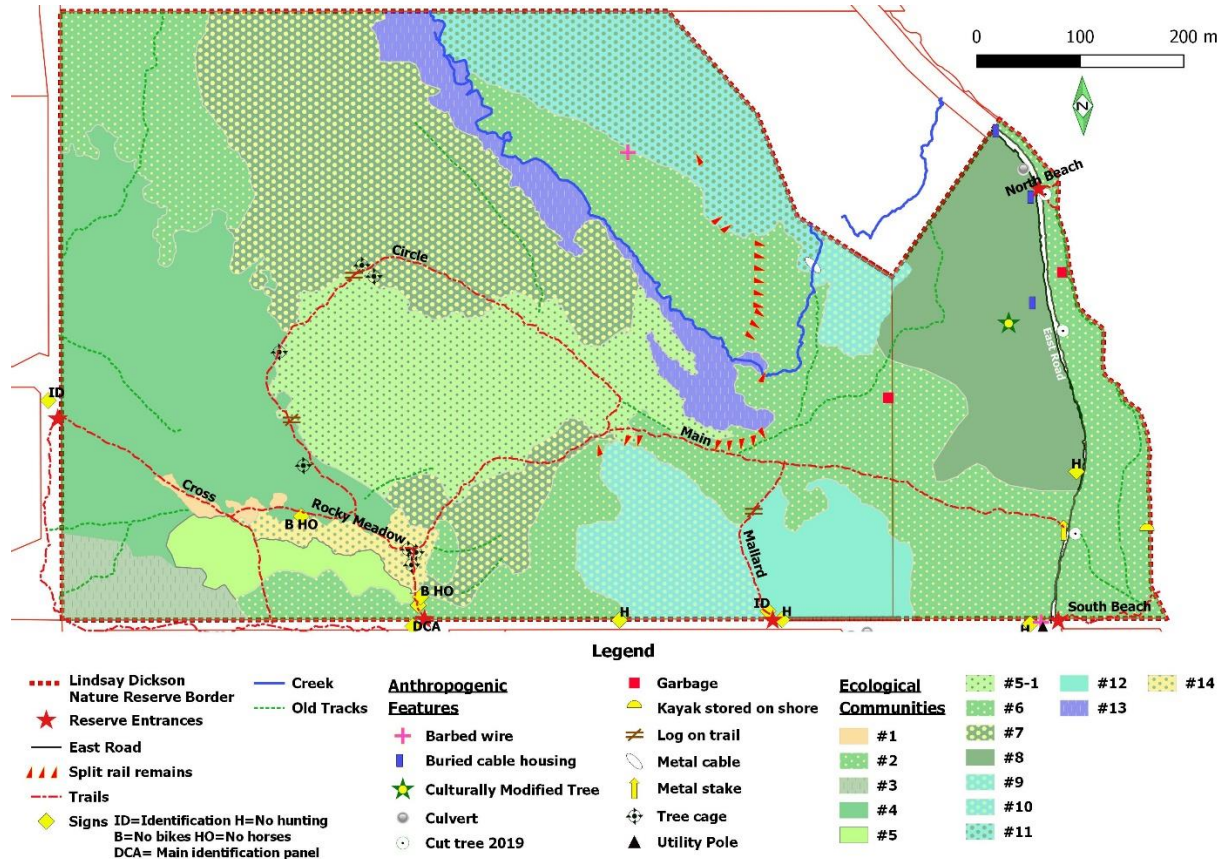 0 100 200 m
N
North Beach
Circle
East Road
ID
Main
H
Cross
Rocky Meadow
B HO
Mallard
B HO
ID
H
H
South Beach
DCA
H
Legend
Lindsay Dickson
Nature Reserve Border
Reserve Entrances
East Road
Split rail remains
Trails
Signs ID=Identification H=No hunting
B=No bikes HO=No horses
DCA= Main identification panel
Creek
Old Tracks
Anthropogenic
Features
Barbed wire
Buried cable housing
Culturally Modified Tree
Culvert
Cut tree 2019
Garbage
Kayak stored on shore
Log on trail
Metal cable
Metal stake
Tree cage
Utility Pole
Ecological
Communities
#1
#2
#3
#4
#5
#5-1
#6
#7
#8
#9
#10
#11
#12
#13
#14